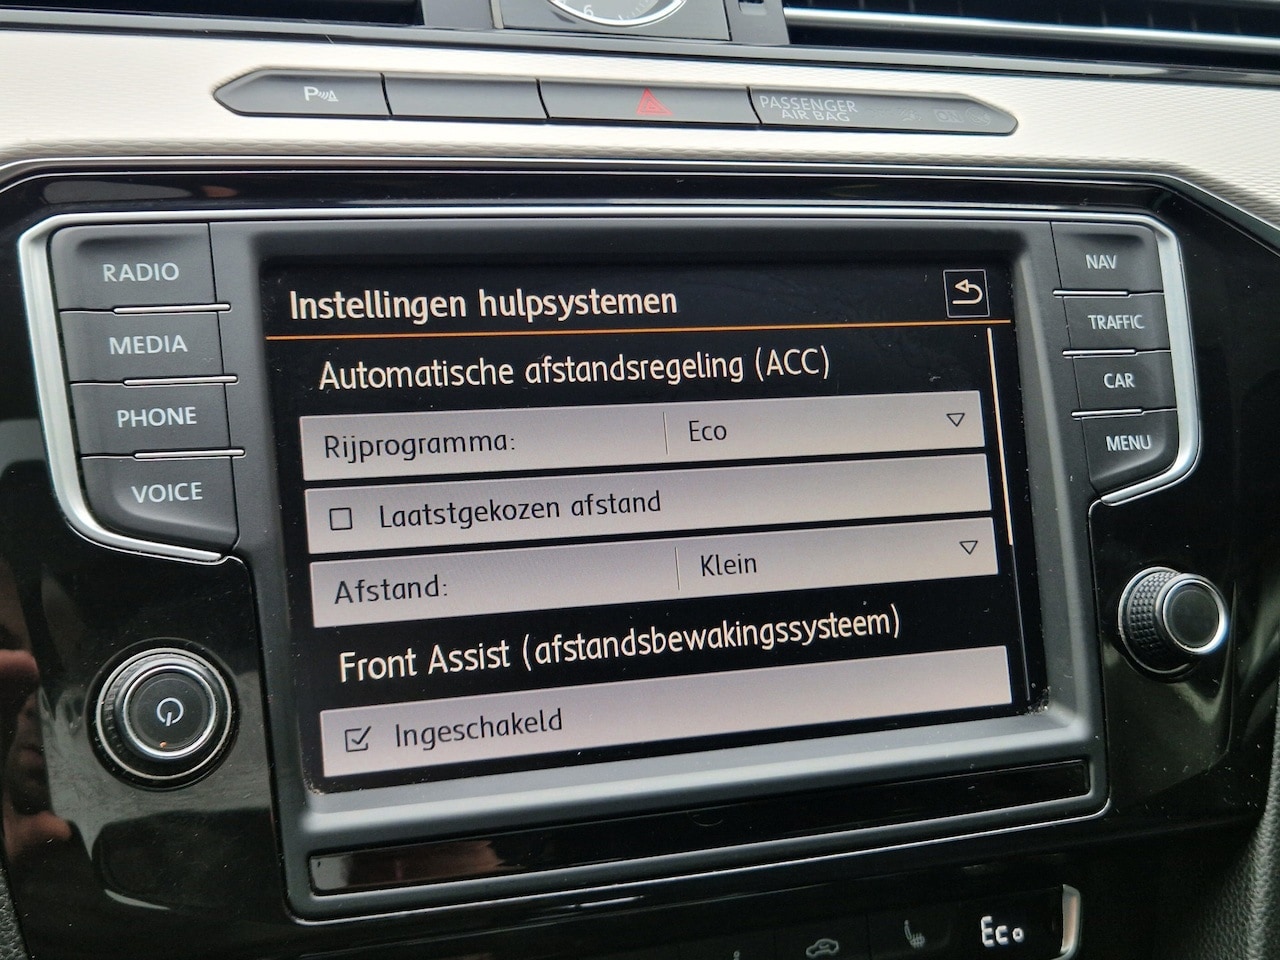 6
P
PASSENGER
AIR BAG
RADIO
MEDIA
PHONE
VOICE
Instellingen hulpsystemen
Automatische afstandsregeling (ACC)
Rijprogramma: Eco
Laatstgekozen afstand
Afstand: Klein
Front Assist (afstandsbewakingssysteem)
Ingeschakeld
NAV
TRAFFIC
CAR
MENU
Eco